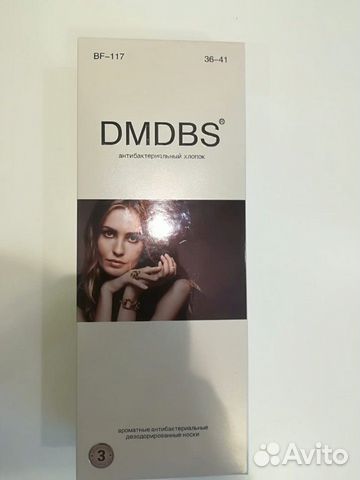 BF-117 36-41
DMDBS®
антибактериальный хлопок
ароматные антибактериальные
дезодорированные носки
3
Avito